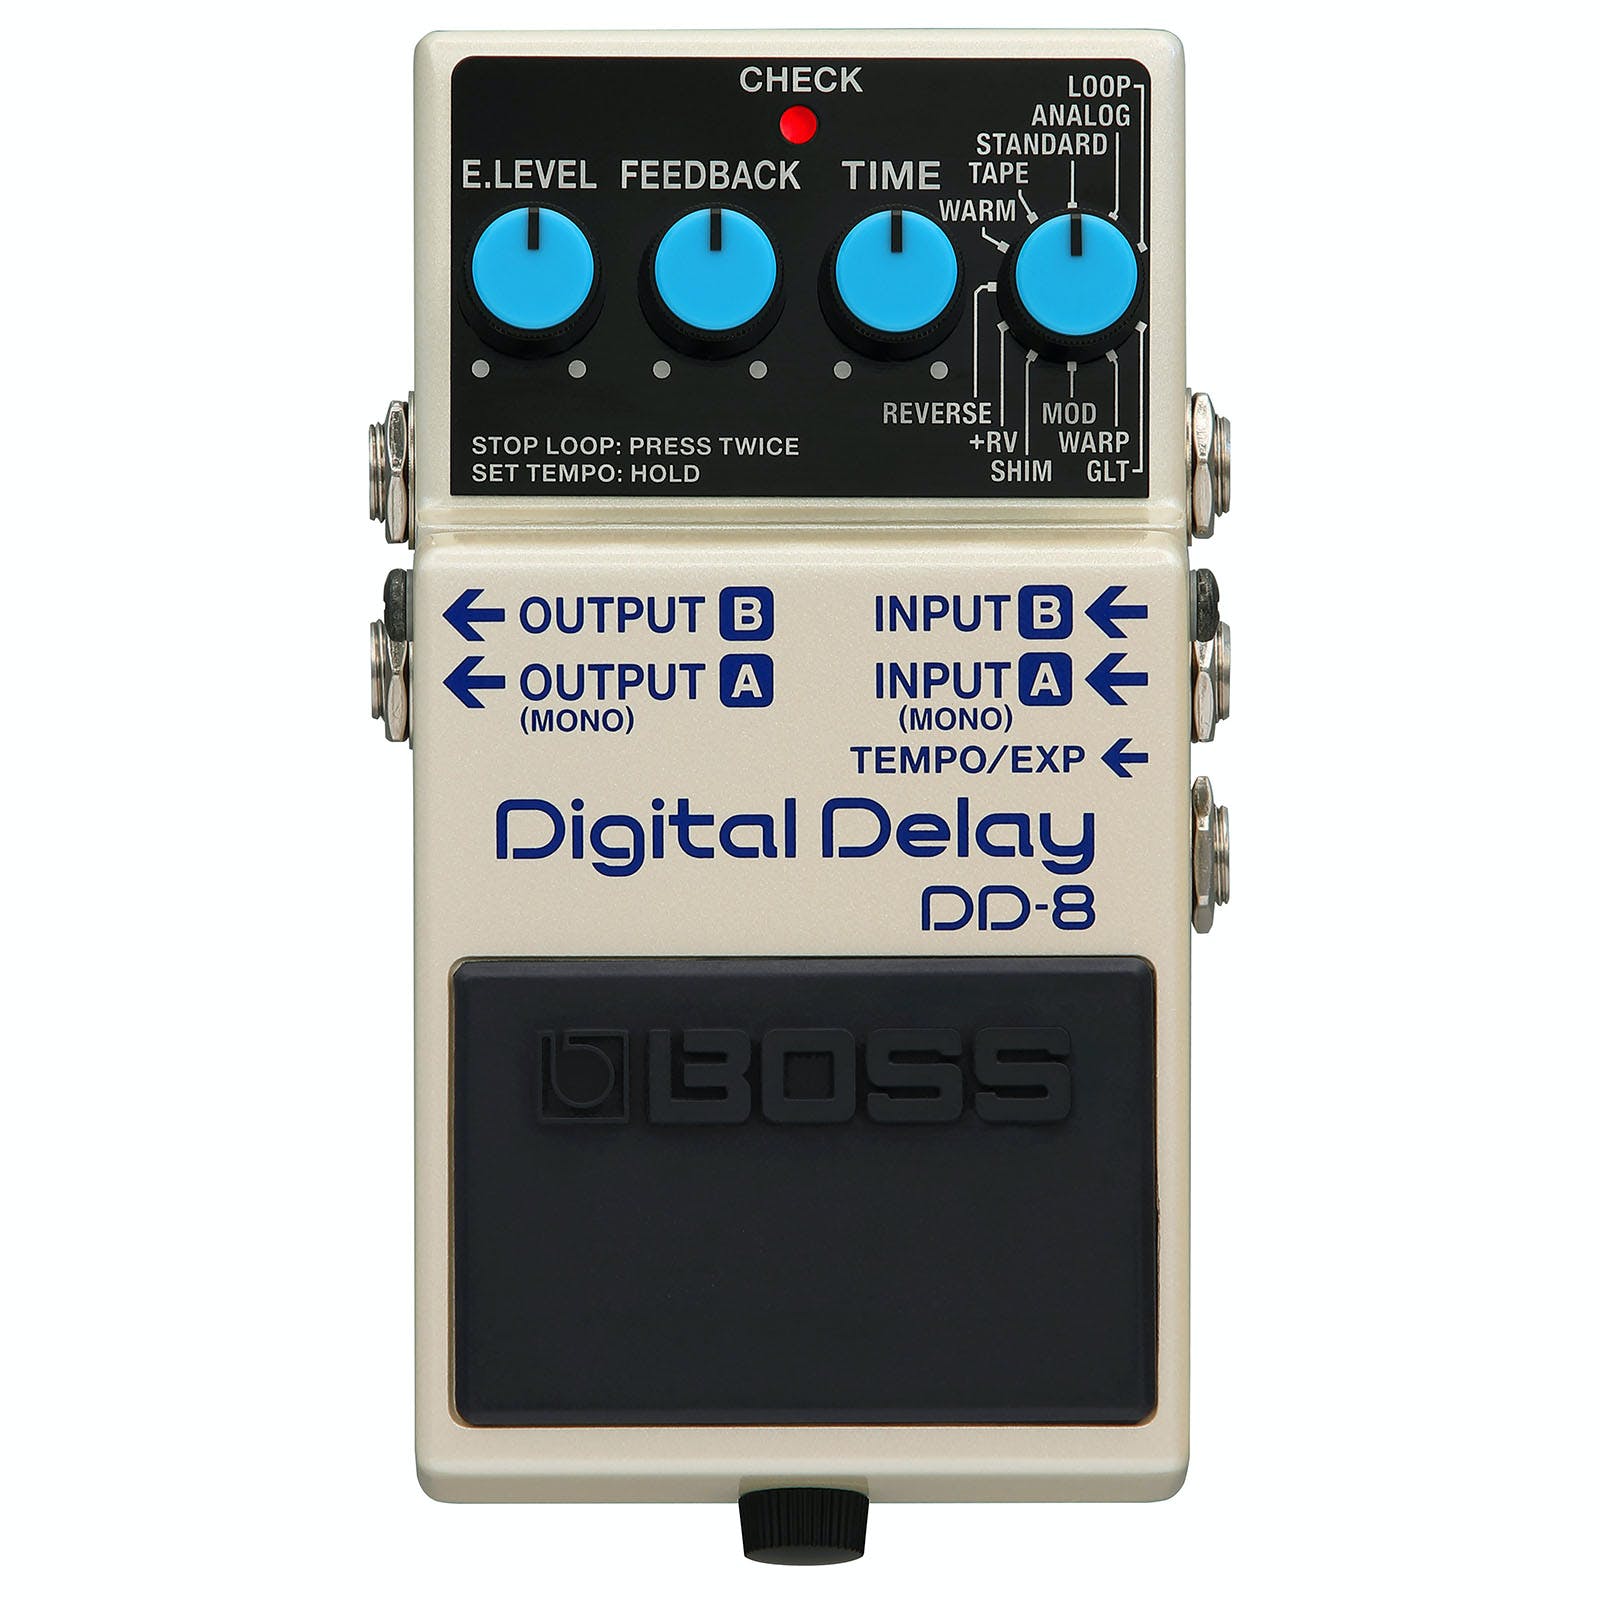 CHECK
E.LEVEL FEEDBACK TIME
LOOP
ANALOG
STANDARD
TAPE
WARM
REVERSE MOD
+RV WARP
SHIM GLT
STOP LOOP: PRESS TWICE
SET TEMPO: HOLD
← OUTPUT B INPUT B ←
← OUTPUT A INPUT A ←
(MONO) (MONO)
TEMPO/EXP ←
Digital Delay
DD-8
BOSS